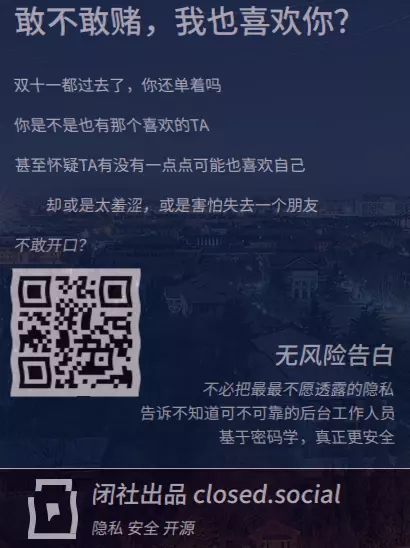 敢不敢赌，我也喜欢你？
双十一都过去了，你还单着吗
你是不是也有那个喜欢的TA
甚至怀疑TA有没有一点点可能也喜欢自己
却或是太羞涩，或是害怕失去一个朋友
不敢开口？
无风险告白
不必把最最不愿透露的隐私
告诉不知道可不可靠的后台工作人员
基于密码学，真正更安全
闭社出品 closed.social
隐私 安全 开源